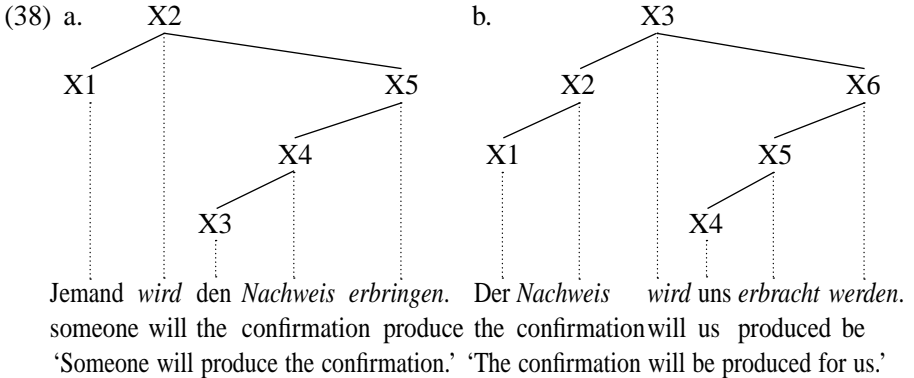 (38) a. X2 b. X3
X1 X5 X2 X6
X4 X1 X5
X3 X4
Jemand wird den Nachweis erbringen. Der Nachweis wird uns erbracht werden.
someone will the confirmation produce the confirmation will us produced be
‘Someone will produce the confirmation.’ ‘The confirmation will be produced for us.’